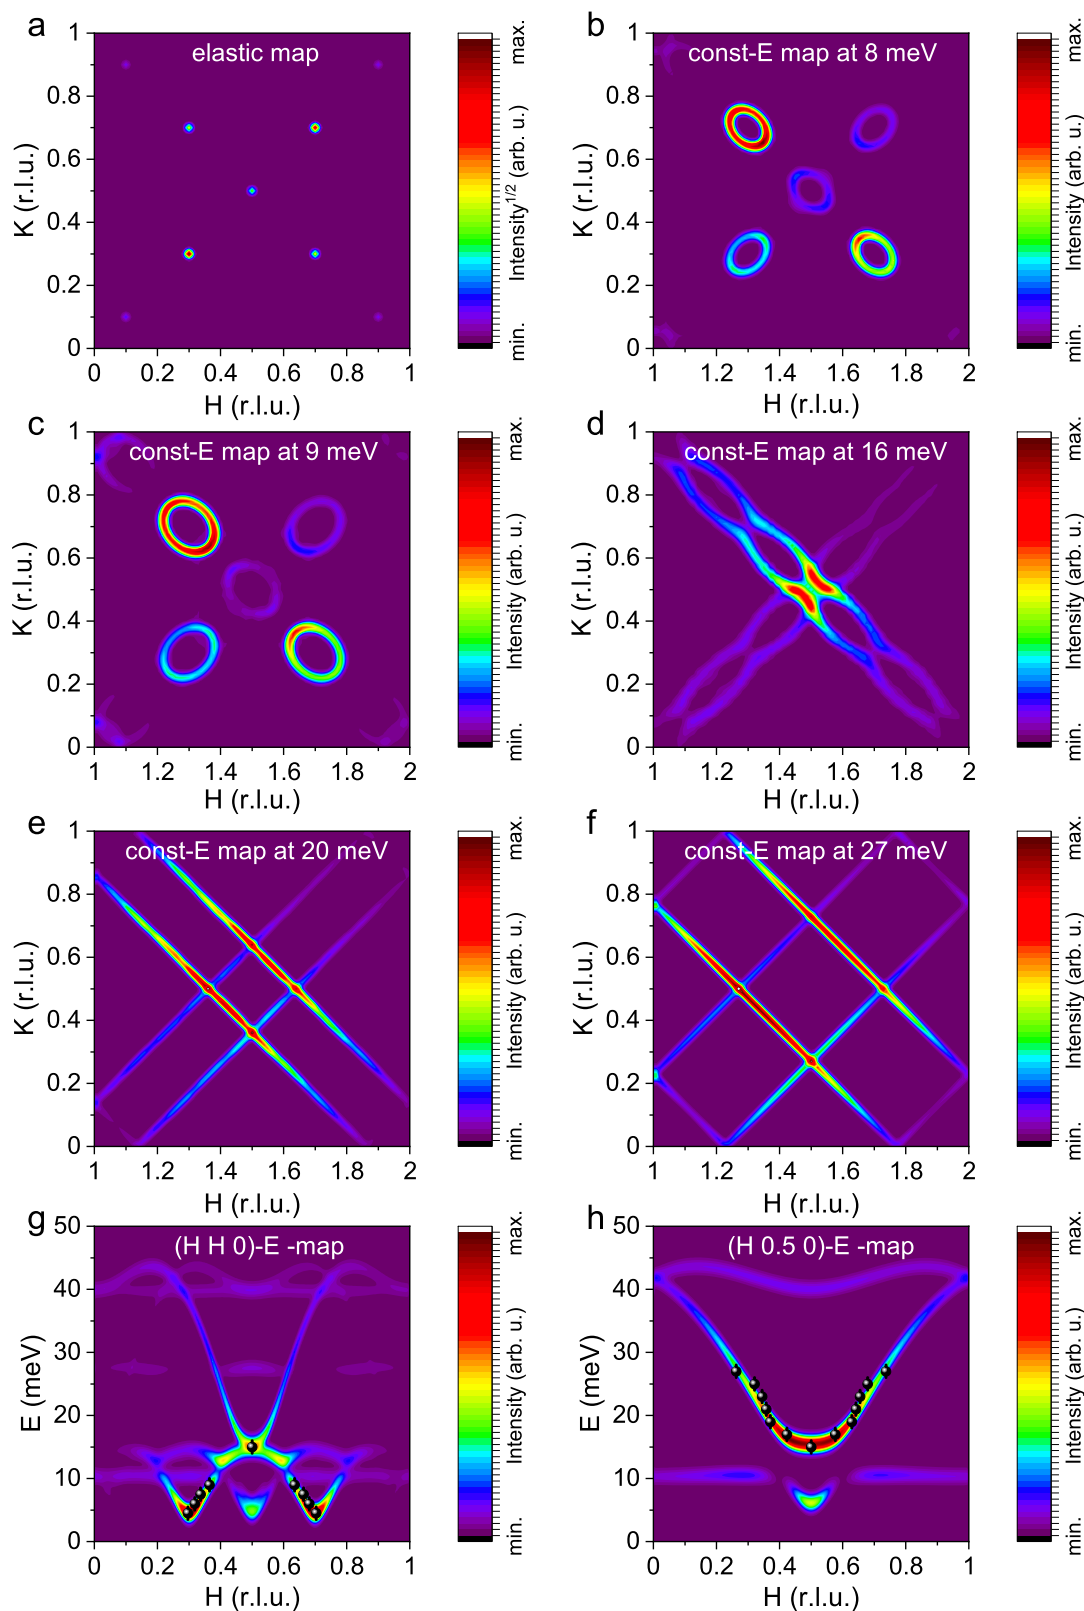 a
elastic map
1
0.8
0.6
0.4
0.2
0
K (r.l.u.)
0 0.2 0.4 0.6 0.8 1
H (r.l.u.)
max.
Intensity^1/2 (arb. u.)
min.
b
const-E map at 8 meV
1
0.8
0.6
0.4
0.2
0
K (r.l.u.)
1 1.2 1.4 1.6 1.8 2
H (r.l.u.)
max.
Intensity (arb. u.)
min.
c
const-E map at 9 meV
1
0.8
0.6
0.4
0.2
0
K (r.l.u.)
1 1.2 1.4 1.6 1.8 2
H (r.l.u.)
max.
Intensity (arb. u.)
min.
d
const-E map at 16 meV
1
0.8
0.6
0.4
0.2
0
K (r.l.u.)
1 1.2 1.4 1.6 1.8 2
H (r.l.u.)
max.
Intensity (arb. u.)
min.
e
const-E map at 20 meV
1
0.8
0.6
0.4
0.2
0
K (r.l.u.)
1 1.2 1.4 1.6 1.8 2
H (r.l.u.)
max.
Intensity (arb. u.)
min.
f
const-E map at 27 meV
1
0.8
0.6
0.4
0.2
0
K (r.l.u.)
1 1.2 1.4 1.6 1.8 2
H (r.l.u.)
max.
Intensity (arb. u.)
min.
g
(H H 0)-E -map
50
40
30
20
10
0
E (meV)
0 0.2 0.4 0.6 0.8 1
H (r.l.u.)
max.
Intensity (arb. u.)
min.
h
(H 0.5 0)-E -map
50
40
30
20
10
0
E (meV)
0 0.2 0.4 0.6 0.8 1
H (r.l.u.)
max.
Intensity (arb. u.)
min.